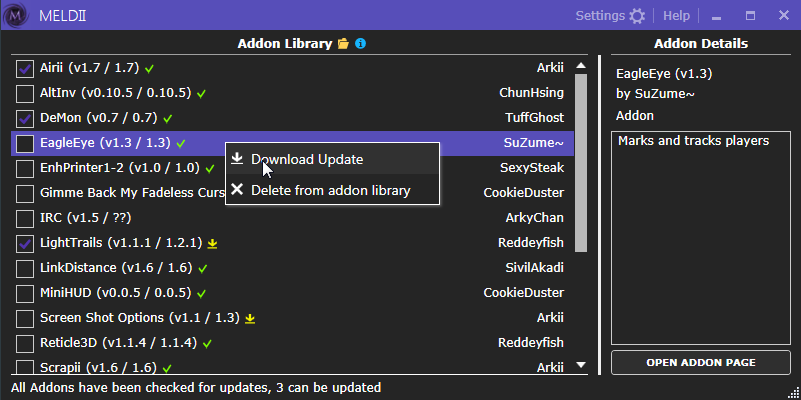 MELDII
Settings
Login
Addon Library
Addon Details
Airii (v1.7 / 1.7)
Arkii
AltInv (v0.10.5 / 0.10.5)
ChunHsing
DeMon (v0.7 / 0.7)
TuffGhost
EagleEye (v1.3 / 1.3)
SuZume~
EnhPrinter1-2 (v1.0 / 1.0)
SexySteak
Gimme Back My Fadeless Curs
CookieDuster
IRC (v1.5 / ??)
ArkyChan
LightTrails (v1.1.1 / 1.2.1)
Reddeyfish
LinkDistance (v1.6 / 1.6)
SivilAkadi
MiniHUD (v0.0.5 / 0.0.5)
CookieDuster
Screen Shot Options (v1.1 / 1.3)
Arkii
Reticle3D (v1.1.4 / 1.1.4)
Reddeyfish
Scrapii (v1.6 / 1.6)
Arkii
Download Update
Delete from addon library
EagleEye (v1.3)
by SuZume~
Addon
Marks and tracks players
OPEN ADDON PAGE
All Addons have been checked for updates, 3 can be updated